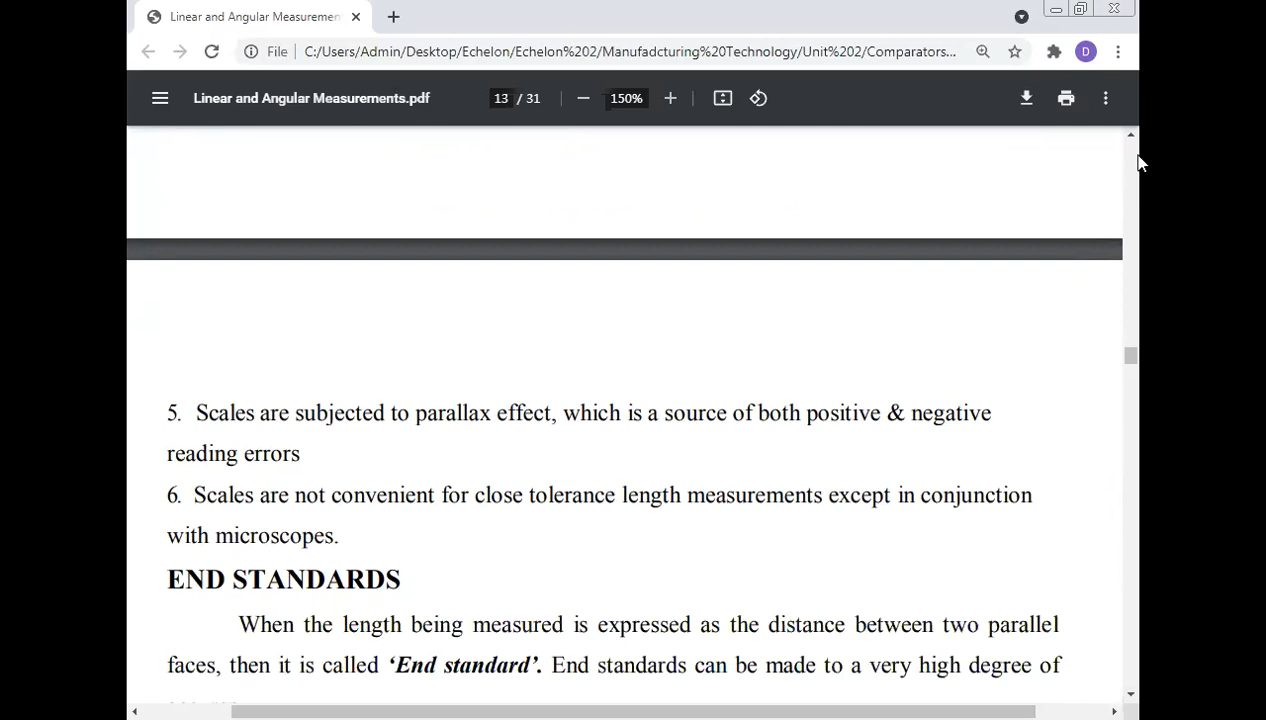 Linear and Angular Measuremen
File C:/Users/Admin/Desktop/Echelon/Echelon%202/Manufadcturing%20Technology/Unit%202/Comparators... D
Linear and Angular Measurements.pdf 13 / 31 150%
5. Scales are subjected to parallax effect, which is a source of both positive & negative
reading errors
6. Scales are not convenient for close tolerance length measurements except in conjunction
with microscopes.
END STANDARDS
When the length being measured is expressed as the distance between two parallel
faces, then it is called ‘End standard’. End standards can be made to a very high degree of